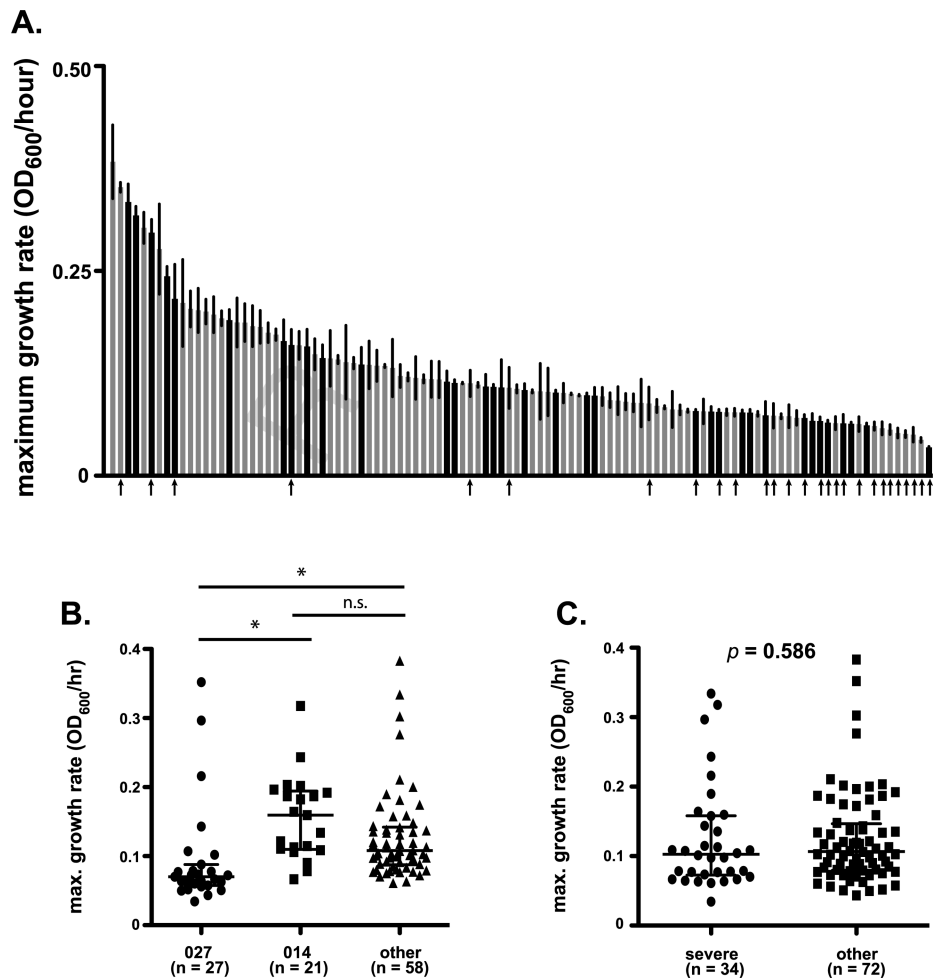 A.
maximum growth rate (OD600/hour)
0.50
0.25
0
B.
*
n.s.
*
max. growth rate (OD600/hr)
0.4
0.3
0.2
0.1
0
027 014 other
(n = 27) (n = 21) (n = 58)
C.
p = 0.586
max. growth rate (OD600/hr)
0.4
0.3
0.2
0.1
0
severe other
(n = 34) (n = 72)